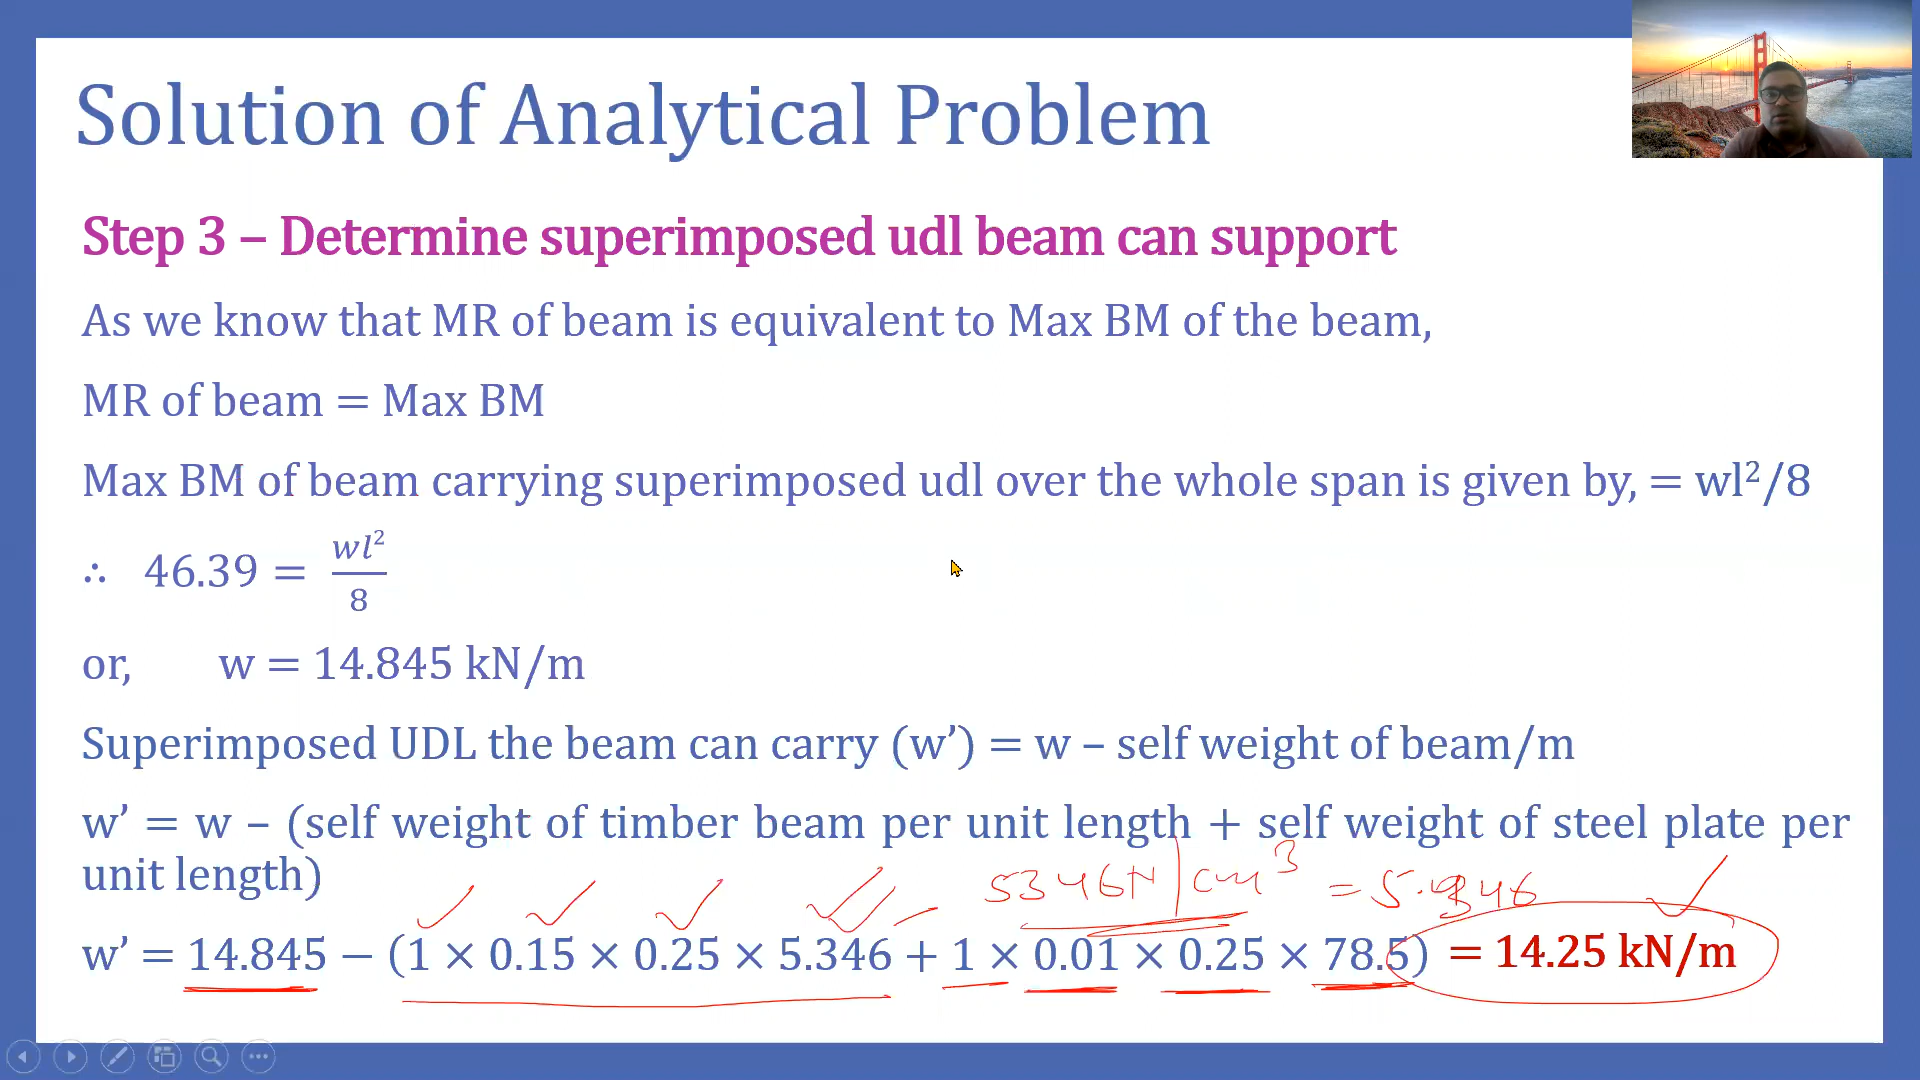 Solution of Analytical Problem
Step 3 – Determine superimposed udl beam can support
As we know that MR of beam is equivalent to Max BM of the beam,
MR of beam = Max BM
Max BM of beam carrying superimposed udl over the whole span is given by, = wl²/8
∴ 46.39 = wl²/8
or, w = 14.845 kN/m
Superimposed UDL the beam can carry (w’) = w – self weight of beam/m
w’ = w – (self weight of timber beam per unit length + self weight of steel plate per
unit length)
5346N/cm³ =
w’ = 14.845 − (1 × 0.15 × 0.25 × 5.346 + 1 × 0.01 × 0.25 × 78.5) = 14.25 kN/m